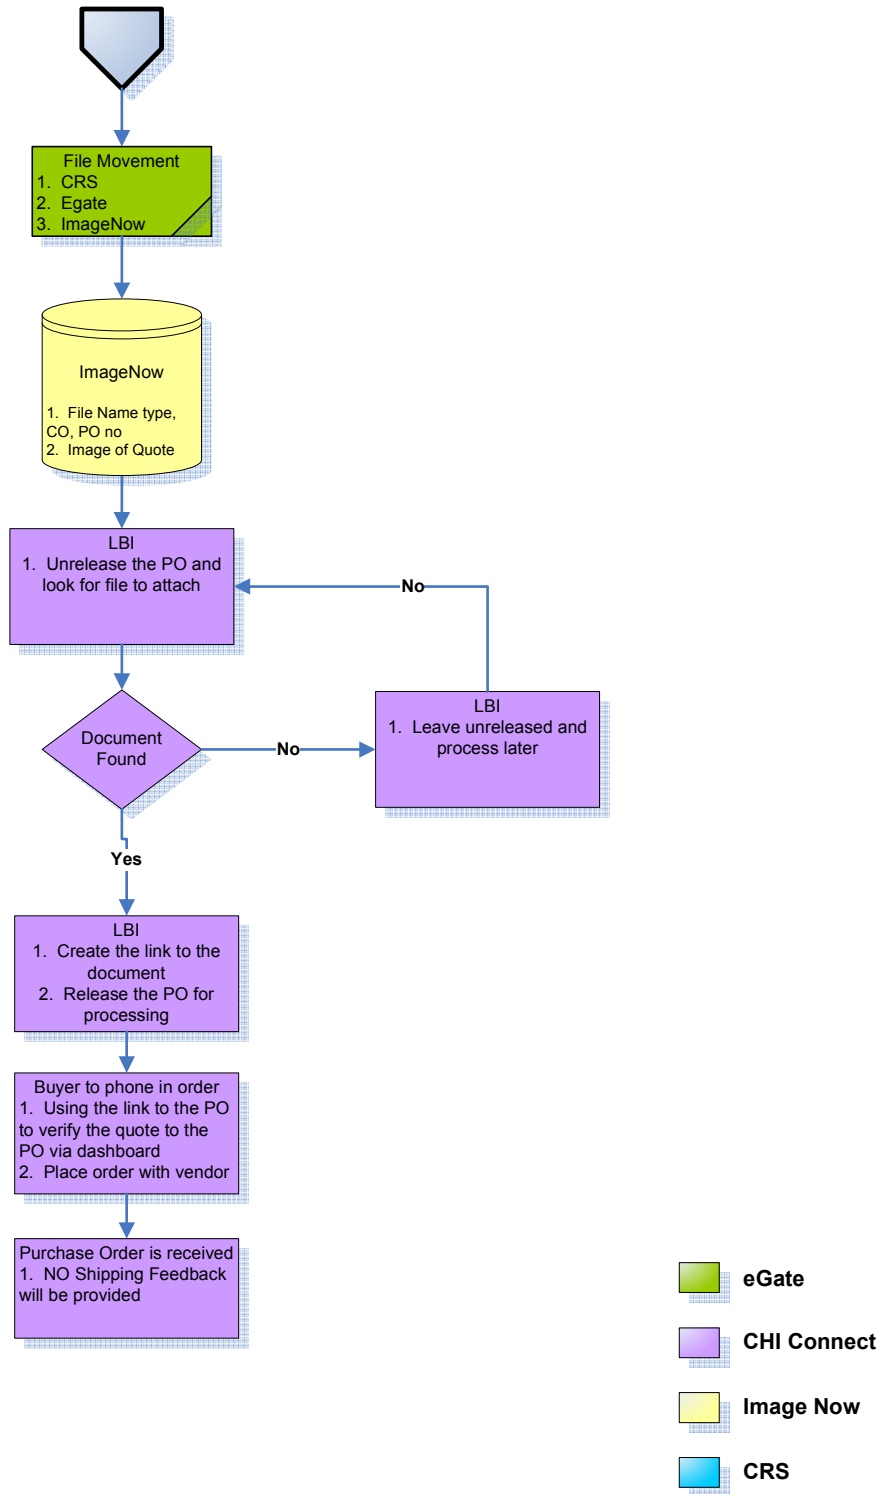 File Movement
1. CRS
2. Egate
3. ImageNow
ImageNow
1. File Name type,
CO, PO no
2. Image of Quote
LBI
1. Unrelease the PO and
look for file to attach
No
Document
Found
No
LBI
1. Leave unreleased and
process later
Yes
LBI
1. Create the link to the
document
2. Release the PO for
processing
Buyer to phone in order
1. Using the link to the PO
to verify the quote to the
PO via dashboard
2. Place order with vendor
Purchase Order is received
1. NO Shipping Feedback
will be provided
eGate
CHI Connect
Image Now
CRS